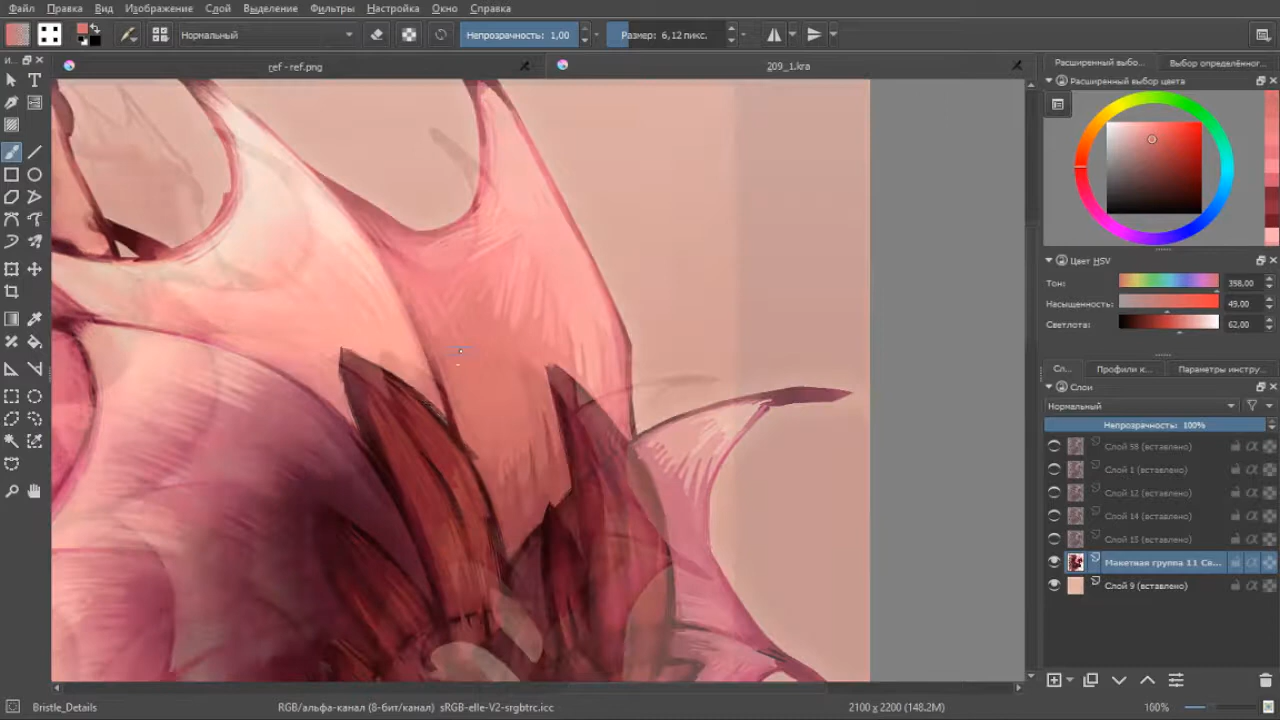 Файл Правка Вид Изображение Слой Выделение Фильтры Настройка Окно Справка
Нормальный Непрозрачность: 1,00 Размер: 6,12 пикс.
ref - ref.png 209_1.kra
И...
Расширенный выбо... Выбор определённог...
Расширенный выбор цвета
Цвет HSV
Тон: 358,00
Насыщенность: 49,00
Светлота: 62,00
Сл... Профили к... Параметры инстру...
Слои
Нормальный
Непрозрачность: 100%
Слой 58 (вставлено)
Слой 1 (вставлено)
Слой 12 (вставлено)
Слой 14 (вставлено)
Слой 15 (вставлено)
Макетная группа 11 Св...
Слой 9 (вставлено)
Bristle_Details RGB/альфа-канал (8-бит/канал) sRGB-elle-V2-srgbtrc.icc 2100 x 2200 (148.2M) 100%